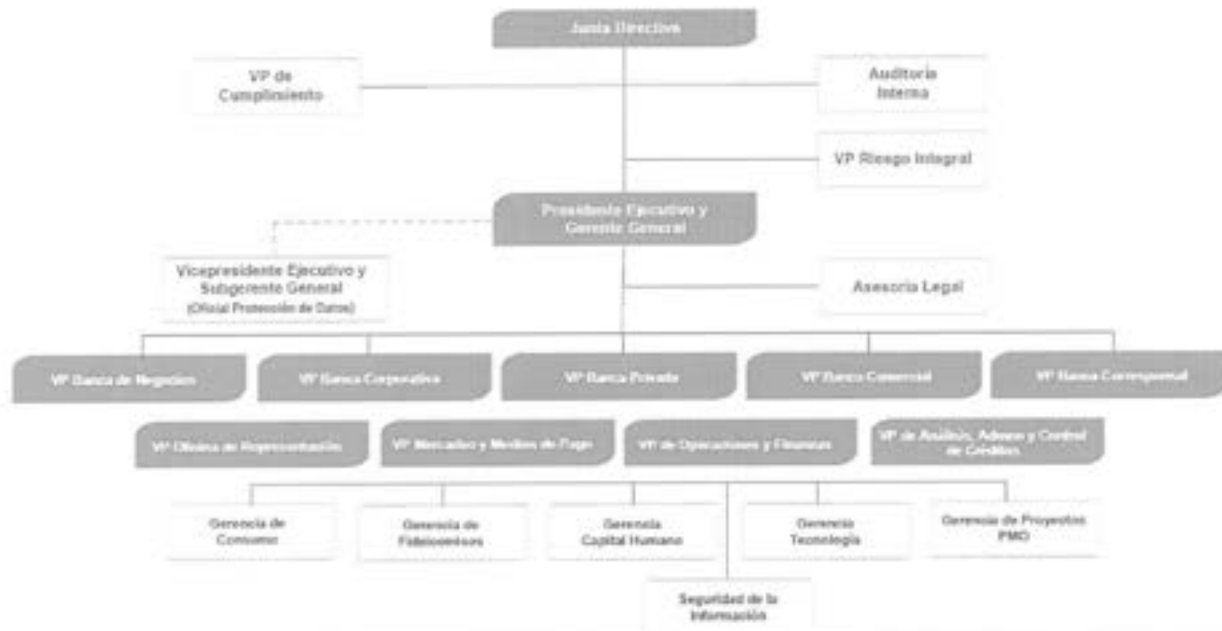 Junta Directiva
VP de
Cumplimiento
Auditoría
Interna
VP Riesgo Integral
Presidente Ejecutivo y
Gerente General
Vicepresidente Ejecutivo y
Subgerente General
(Oficial Protección de Datos)
Asesoría Legal
VP Banca de Negocios
VP Banca Corporativa
VP Banca Privada
VP Banca Comercial
VP Banca Corresponsal
VP Oficina de Representación
VP Mercadeo y Medios de Pago
VP de Operaciones y Finanzas
VP de Análisis, Admon y Control
de Créditos
Gerencia de
Consumo
Gerencia de
Fideicomisos
Gerencia
Capital Humano
Gerencia
Tecnología
Gerencia de Proyectos
PMO
Seguridad de la
Información